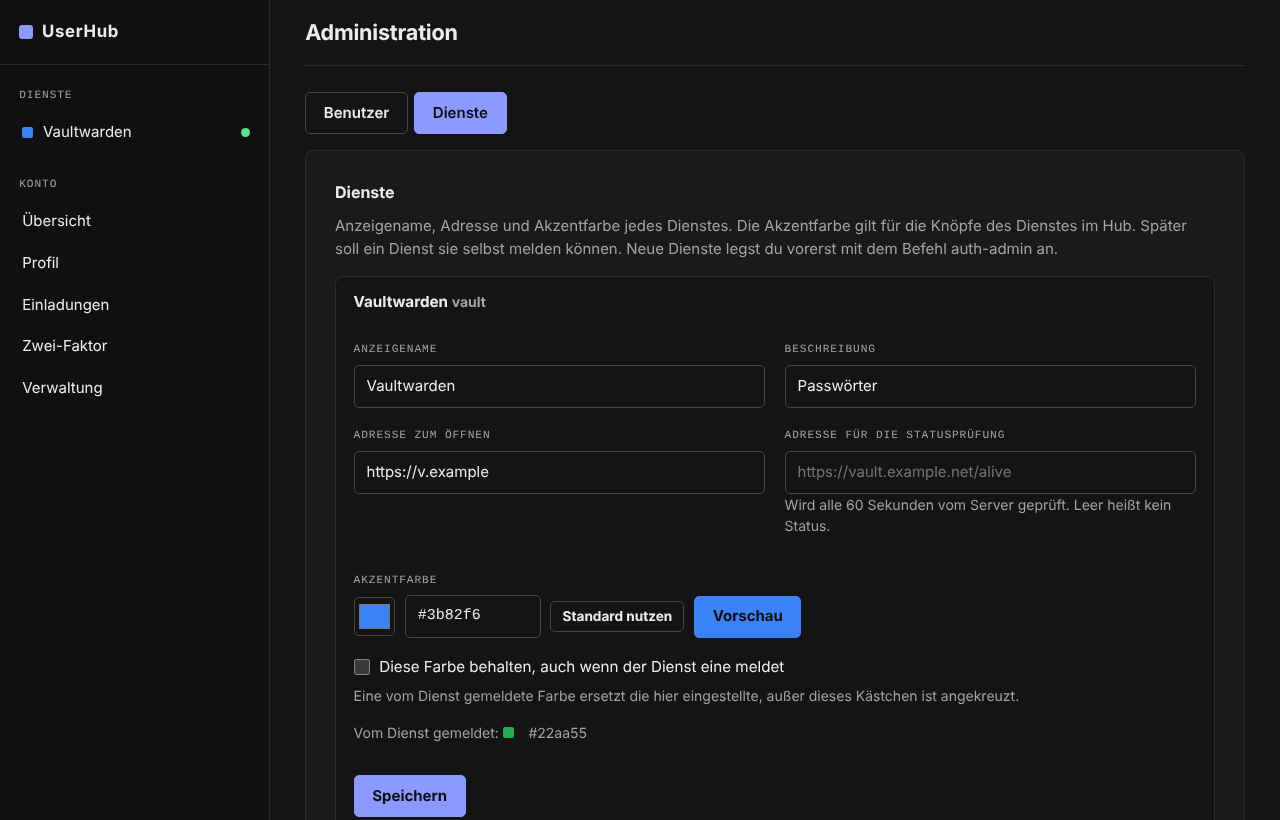 UserHub
Administration
DIENSTE
Vaultwarden
KONTO
Übersicht
Profil
Einladungen
Zwei-Faktor
Verwaltung
Benutzer
Dienste
Dienste
Anzeigename, Adresse und Akzentfarbe jedes Dienstes. Die Akzentfarbe gilt für die Knöpfe des Dienstes im Hub. Später
soll ein Dienst sie selbst melden können. Neue Dienste legst du vorerst mit dem Befehl auth-admin an.
Vaultwarden vault
ANZEIGENAME
Vaultwarden
BESCHREIBUNG
Passwörter
ADRESSE ZUM ÖFFNEN
https://v.example
ADRESSE FÜR DIE STATUSPRÜFUNG
https://vault.example.net/alive
Wird alle 60 Sekunden vom Server geprüft. Leer heißt kein
Status.
AKZENTFARBE
#3b82f6
Standard nutzen
Vorschau
Diese Farbe behalten, auch wenn der Dienst eine meldet
Eine vom Dienst gemeldete Farbe ersetzt die hier eingestellte, außer dieses Kästchen ist angekreuzt.
Vom Dienst gemeldet: #22aa55
Speichern